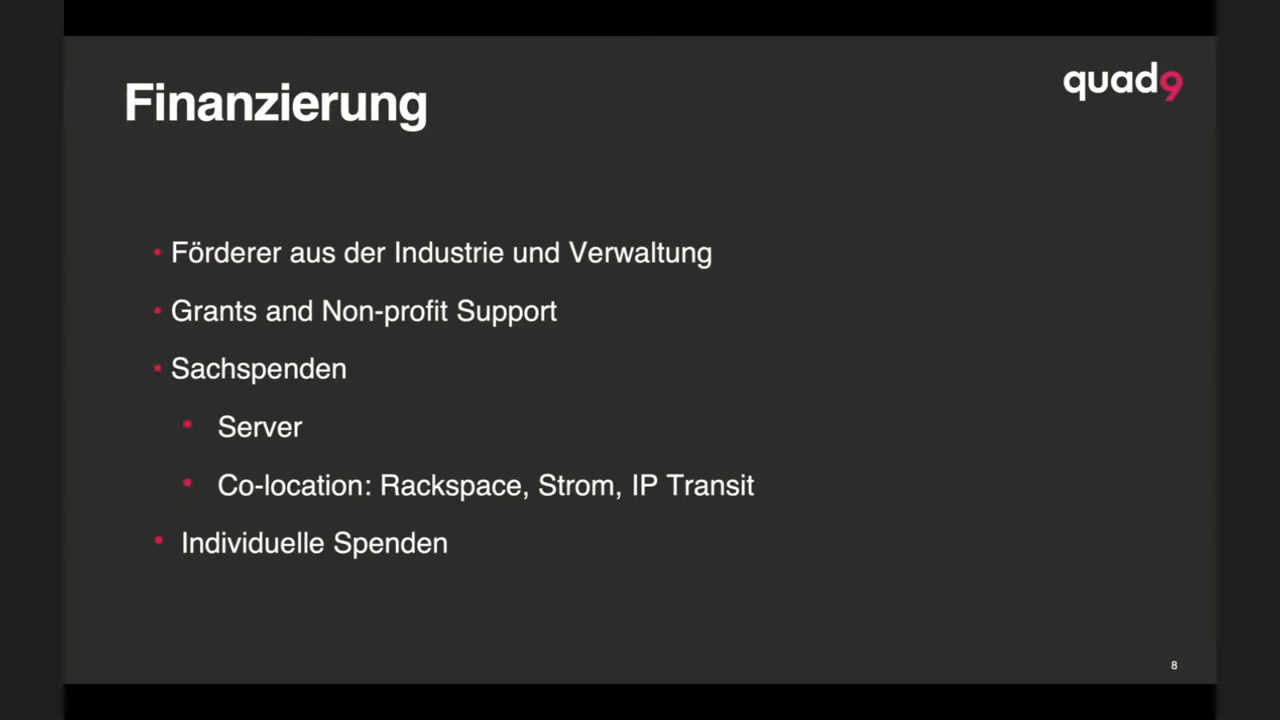 Finanzierung
quad9
• Förderer aus der Industrie und Verwaltung
• Grants and Non-profit Support
• Sachspenden
• Server
• Co-location: Rackspace, Strom, IP Transit
• Individuelle Spenden
8